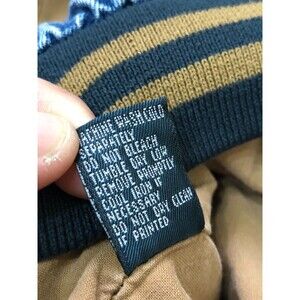 MACHINE WASH COLD
SEPARATELY
DO NOT BLEACH
TUMBLE DRY LOW
REMOVE PROMPTLY
COOL IRON IF
NECESSARY
DO NOT DRY CLEAN
IF PRINTED